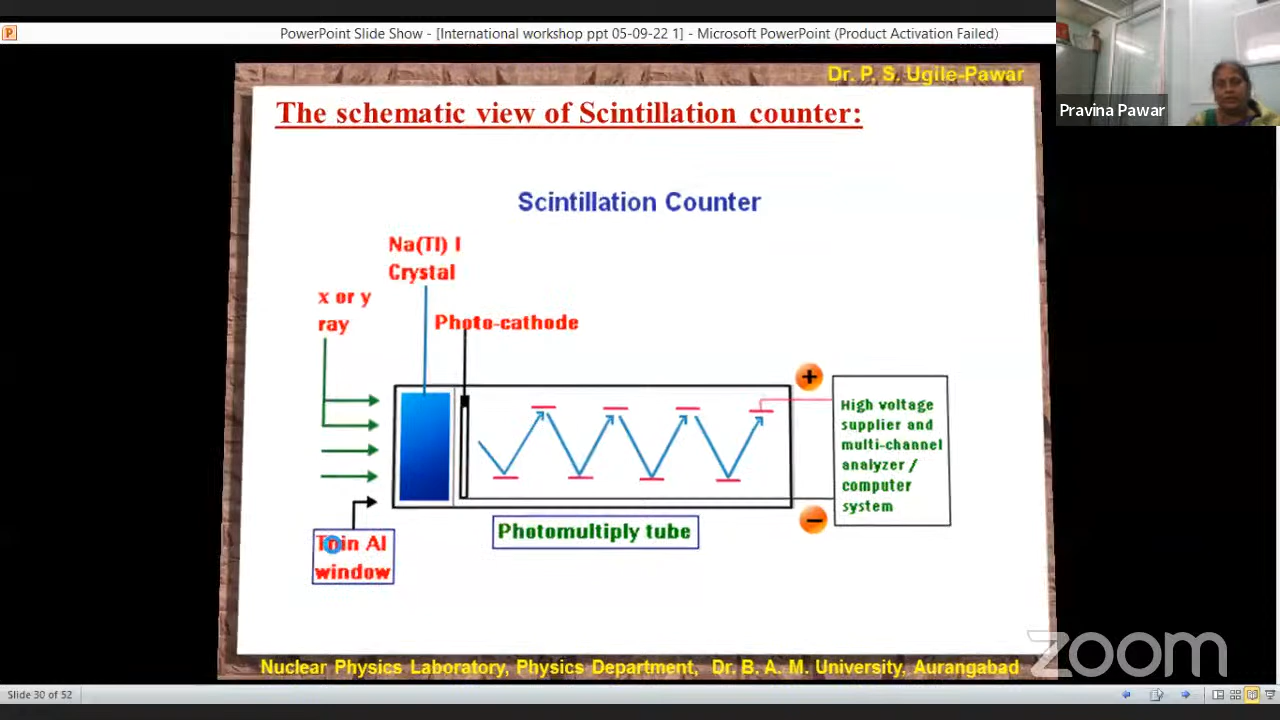 PowerPoint Slide Show - [International workshop ppt 05-09-22 1] - Microsoft PowerPoint (Product Activation Failed)
Dr. P. S. Ugile-Pawar
Pravina Pawar
The schematic view of Scintillation counter:
Scintillation Counter
Na(Tl) I
Crystal
x or y
ray
Photo-cathode
+
High voltage
supplier and
multi-channel
analyzer /
computer
system
−
Photomultiply tube
Thin Al
window
Nuclear Physics Laboratory, Physics Department, Dr. B. A. M. University, Aurangabad
zoom
Slide 30 of 52